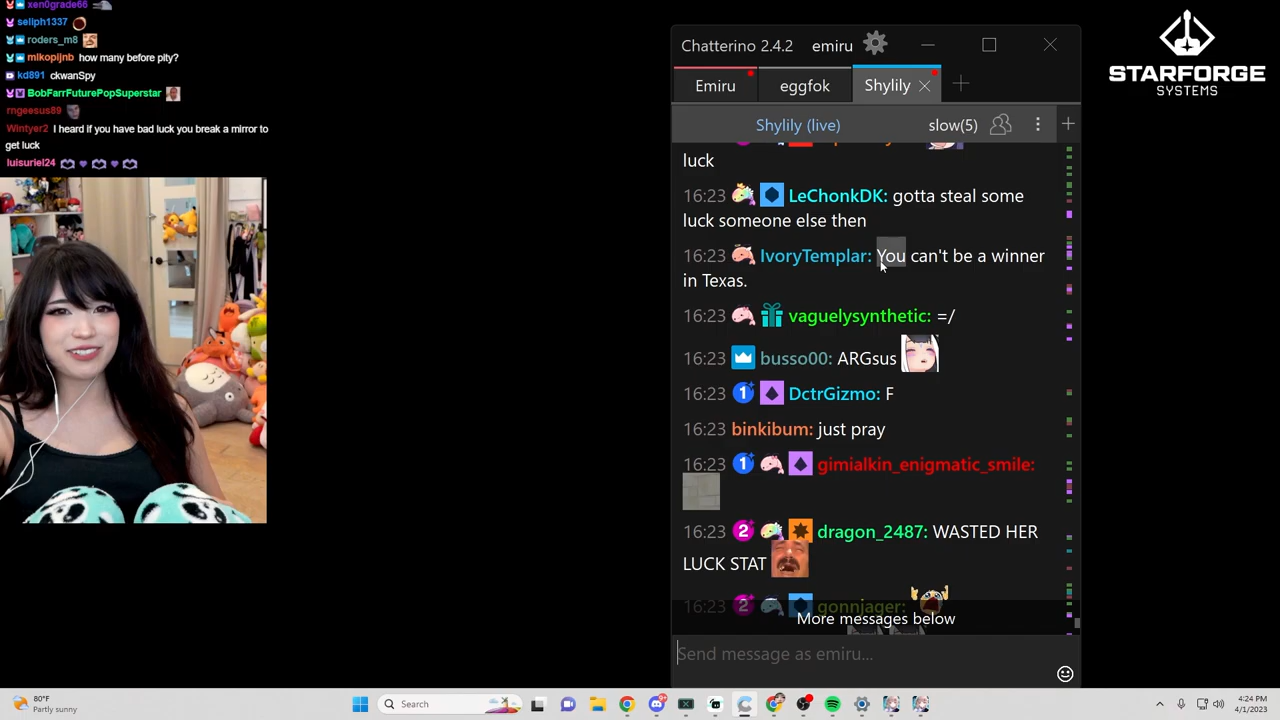 xen0grade66
seliph1337
roders_m8
mlkopijnb how many before pity?
kd891 ckwanSpy
BobFarrFuturePopSuperstar
rngeesus89
Wintyer2 I heard if you have bad luck you break a mirror to
get luck
luisuriel24
Chatterino 2.4.2 emiru
Emiru eggfok Shylily
Shylily (live) slow(5)
luck
16:23 LeChonkDK: gotta steal some
luck someone else then
16:23 IvoryTemplar: You can't be a winner
in Texas.
16:23 vaguelysynthetic: =/
16:23 busso00: ARGsus
16:23 1 DctrGizmo: F
16:23 binkibum: just pray
16:23 1 gimialkin_enigmatic_smile:
16:23 2 dragon_2487: WASTED HER
LUCK STAT
16:23 2 gonnjager:
More messages below
Send message as emiru...
STARFORGE
SYSTEMS
80°F
Partly sunny
Search
4:24 PM
4/1/2023